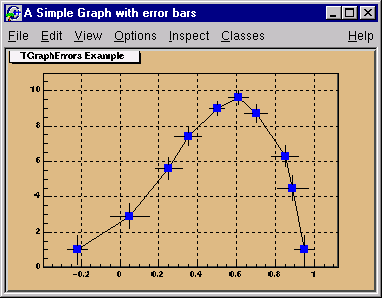 A Simple Graph with error bars
File Edit View Options Inspect Classes Help
TGraphErrors Example
10
8
6
4
2
0
-0.2 0 0.2 0.4 0.6 0.8 1